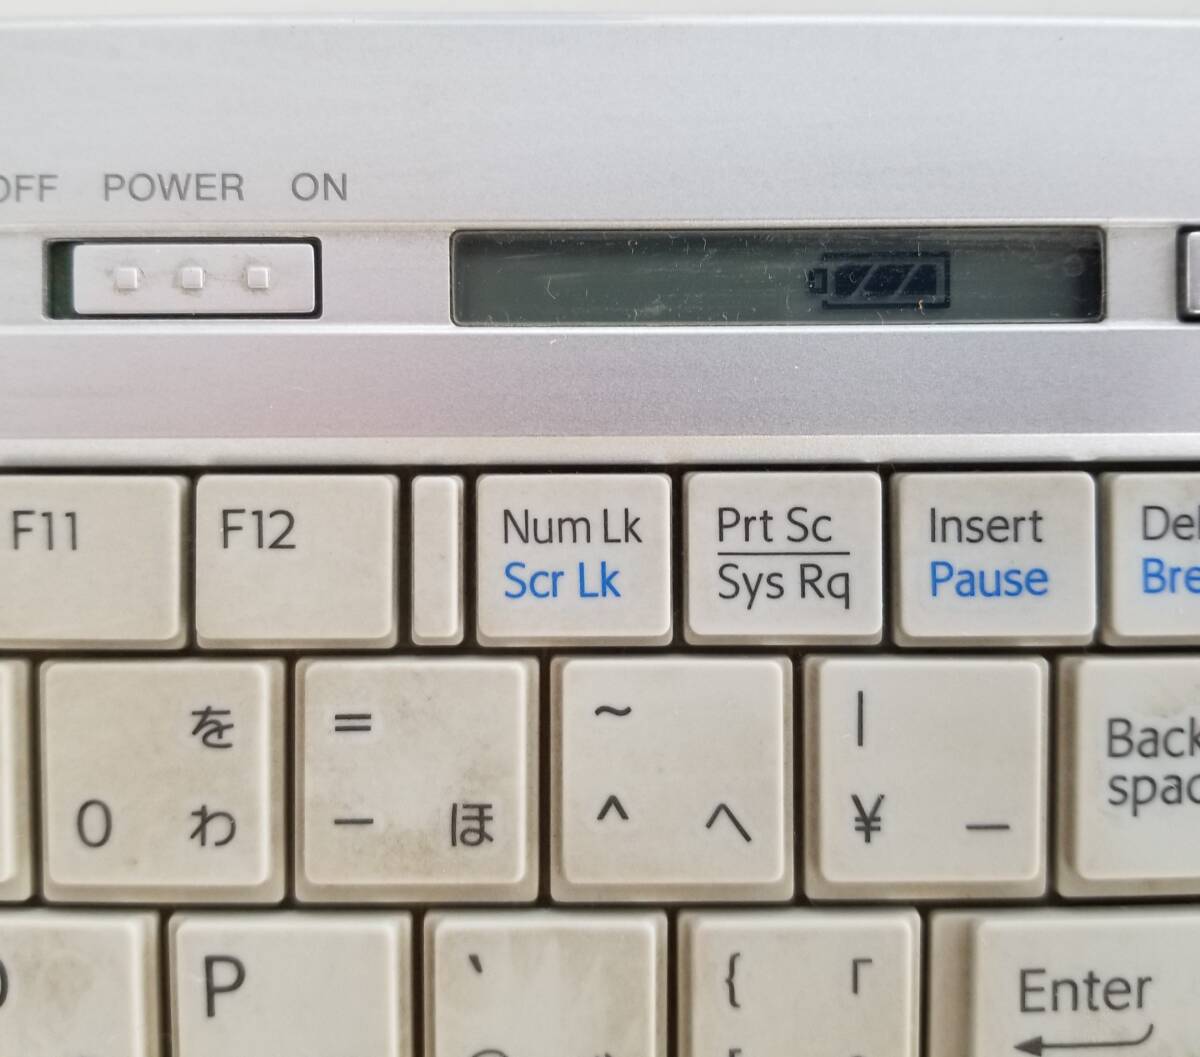 OFF POWER ON
F11 F12 Num Lk Prt Sc Insert Del
Scr Lk Sys Rq Pause Bre
を = ~ | Back
0 わ - ほ ^ へ ¥ ー spac
P ` { 「 Enter